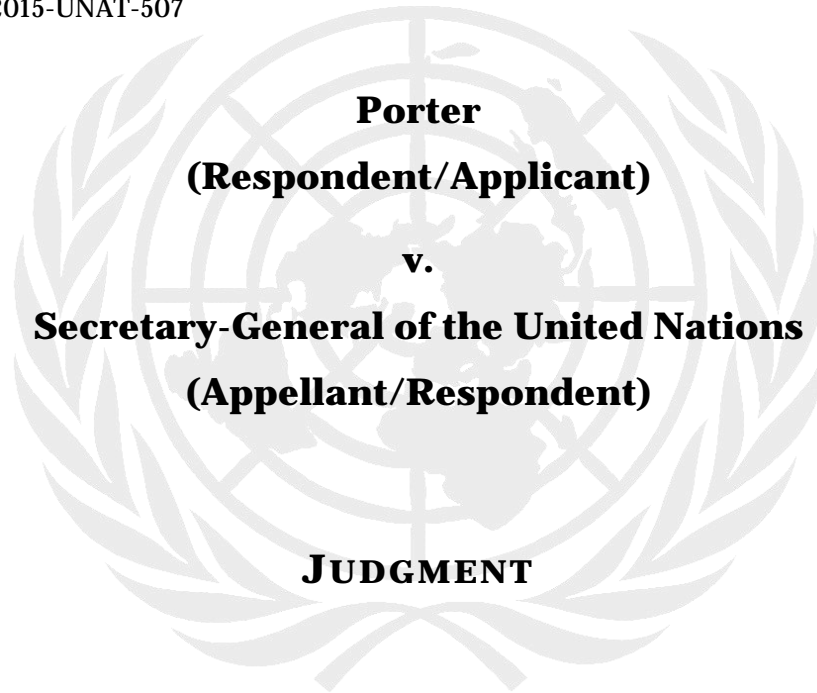 2015-UNAT-507
Porter
(Respondent/Applicant)
v.
Secretary-General of the United Nations
(Appellant/Respondent)
JUDGMENT